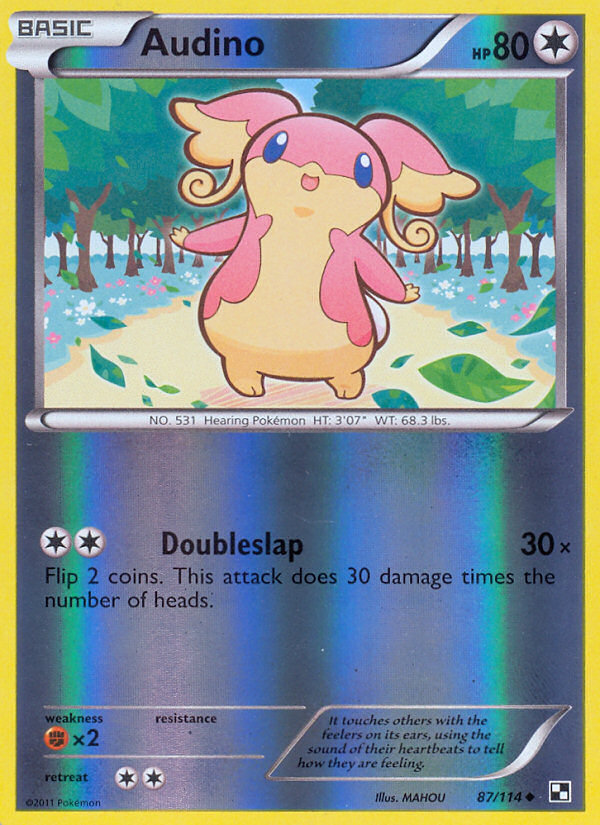 BASIC
Audino
HP80
NO. 531 Hearing Pokémon HT: 3'07" WT: 68.3 lbs.
Doubleslap 30×
Flip 2 coins. This attack does 30 damage times the
number of heads.
weakness resistance
×2
It touches others with the
feelers on its ears, using the
sound of their heartbeats to tell
how they are feeling.
retreat
©2011 Pokémon
Illus. MAHOU 87/114